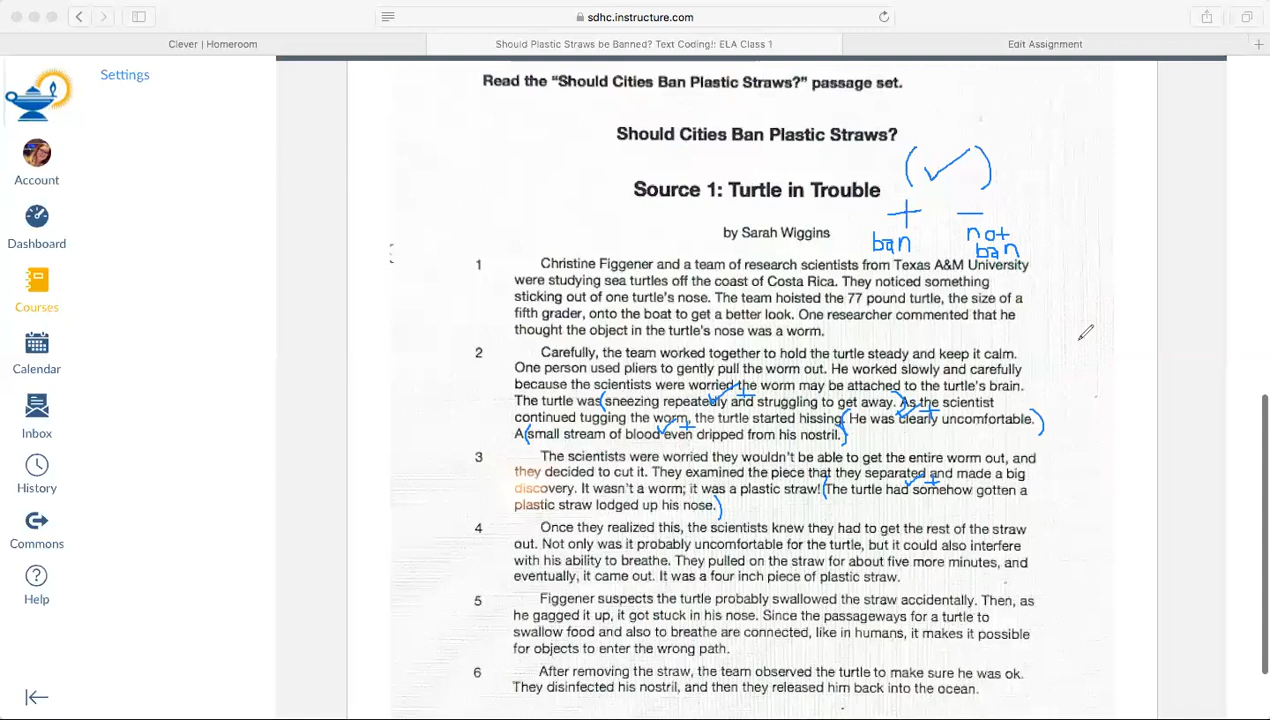 sdhc.instructure.com
Clever | Homeroom
Should Plastic Straws be Banned? Text Coding!: ELA Class 1
Edit Assignment
Settings
Account
Dashboard
Courses
Calendar
Inbox
History
Commons
Help
Read the “Should Cities Ban Plastic Straws?” passage set.
Should Cities Ban Plastic Straws?
(✓)
Source 1: Turtle in Trouble
+ −
by Sarah Wiggins
ban
not
ban
1 Christine Figgener and a team of research scientists from Texas A&M University
were studying sea turtles off the coast of Costa Rica. They noticed something
sticking out of one turtle’s nose. The team hoisted the 77 pound turtle, the size of a
fifth grader, onto the boat to get a better look. One researcher commented that he
thought the object in the turtle’s nose was a worm.
2 Carefully, the team worked together to hold the turtle steady and keep it calm.
One person used pliers to gently pull the worm out. He worked slowly and carefully
because the scientists were worried the worm may be attached to the turtle’s brain.
The turtle was (sneezing repeatedly and struggling to get away.) As the scientist
continued tugging the worm, the turtle started hissing. (He was clearly uncomfortable.)
A (small stream of blood even dripped from his nostril.)
3 The scientists were worried they wouldn’t be able to get the entire worm out, and
they decided to cut it. They examined the piece that they separated and made a big
discovery. It wasn’t a worm; it was a plastic straw! (The turtle had somehow gotten a
plastic straw lodged up his nose.)
4 Once they realized this, the scientists knew they had to get the rest of the straw
out. Not only was it probably uncomfortable for the turtle, but it could also interfere
with his ability to breathe. They pulled on the straw for about five more minutes, and
eventually, it came out. It was a four inch piece of plastic straw.
5 Figgener suspects the turtle probably swallowed the straw accidentally. Then, as
he gagged it up, it got stuck in his nose. Since the passageways for a turtle to
swallow food and also to breathe are connected, like in humans, it makes it possible
for objects to enter the wrong path.
6 After removing the straw, the team observed the turtle to make sure he was ok.
They disinfected his nostril, and then they released him back into the ocean.